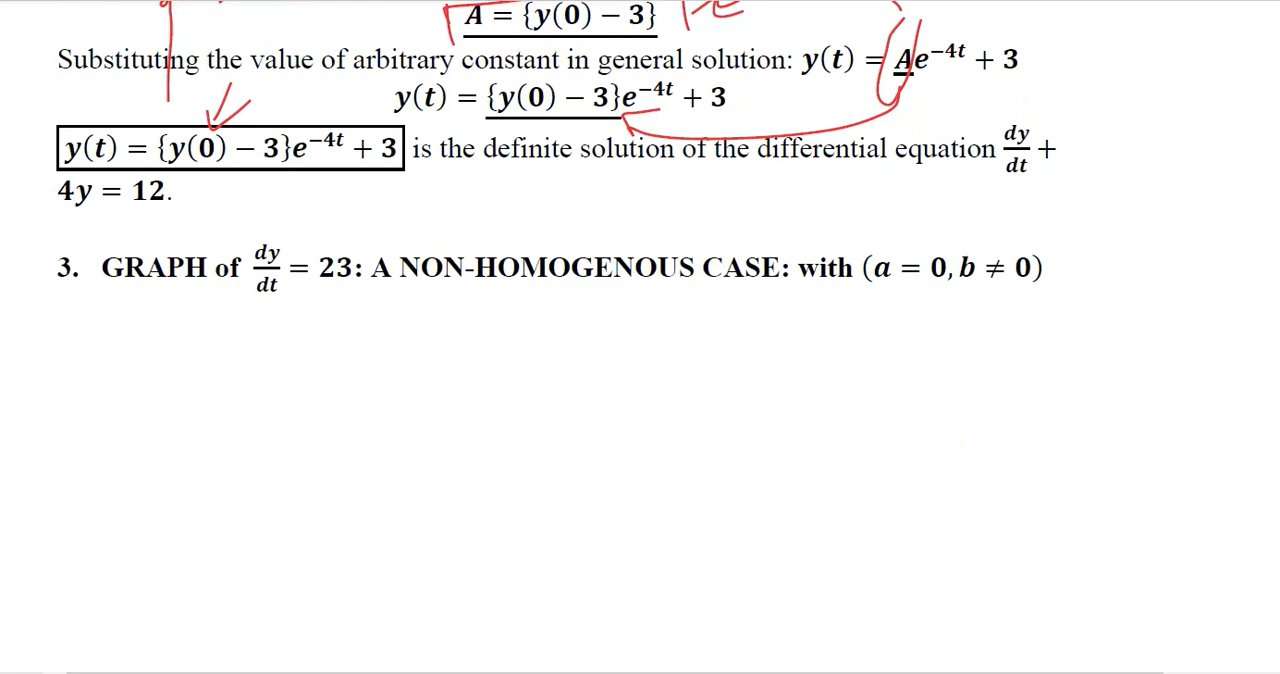 A = {y(0) − 3}
Substituting the value of arbitrary constant in general solution: y(t) = Ae⁻⁴ᵗ + 3
y(t) = {y(0) − 3}e⁻⁴ᵗ + 3
y(t) = {y(0) − 3}e⁻⁴ᵗ + 3 is the definite solution of the differential equation dy/dt +
4y = 12.
3. GRAPH of dy/dt = 23: A NON-HOMOGENOUS CASE: with (a = 0, b ≠ 0)